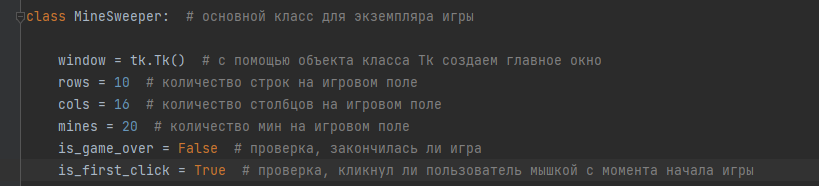 class MineSweeper:  # основной класс для экземпляра игры
window = tk.Tk()  # с помощью объекта класса Tk создаем главное окно
rows = 10  # количество строк на игровом поле
cols = 16  # количество столбцов на игровом поле
mines = 20  # количество мин на игровом поле
is_game_over = False  # проверка, закончилась ли игра
is_first_click = True  # проверка, кликнул ли пользователь мышкой с момента начала игры